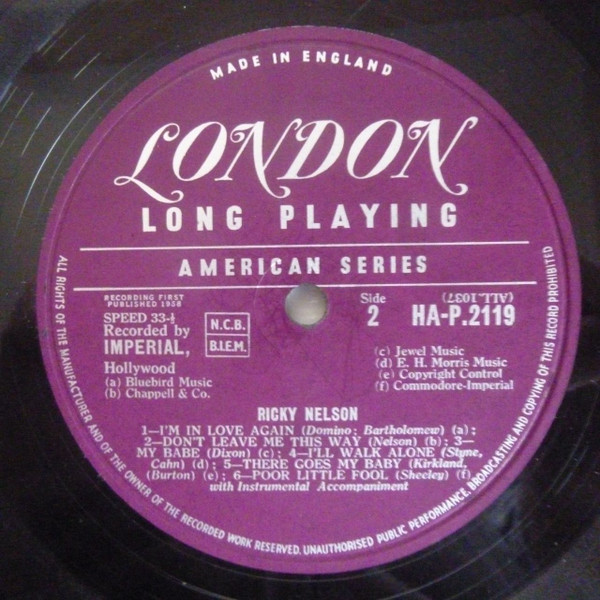 MADE IN ENGLAND
LONDON
LONG PLAYING
AMERICAN SERIES
RECORDING FIRST
PUBLISHED 1958
SPEED 33-⅓
Recorded by
IMPERIAL,
Hollywood
(a) Bluebird Music
(b) Chappell & Co.
N.C.B.
B.I.E.M.
Side
2
(ALL.1037)
HA-P.2119
(c) Jewel Music
(d) E. H. Morris Music
(e) Copyright Control
(f) Commodore-Imperial
RICKY NELSON
1—I'M IN LOVE AGAIN (Domino; Bartholomew) (a);
2—DON'T LEAVE ME THIS WAY (Nelson) (b); 3—
MY BABE (Dixon) (c); 4—I'LL WALK ALONE (Styne,
Cahn) (d); 5—THERE GOES MY BABY (Kirkland,
(Burton) (e); 6—POOR LITTLE FOOL (Sheeley) (f)
with Instrumental Accompaniment
ALL RIGHTS OF THE MANUFACTURER AND OF THE OWNER OF THE RECORDED WORK RESERVED. UNAUTHORISED PUBLIC PERFORMANCE, BROADCASTING AND COPYING OF THIS RECORD PROHIBITED